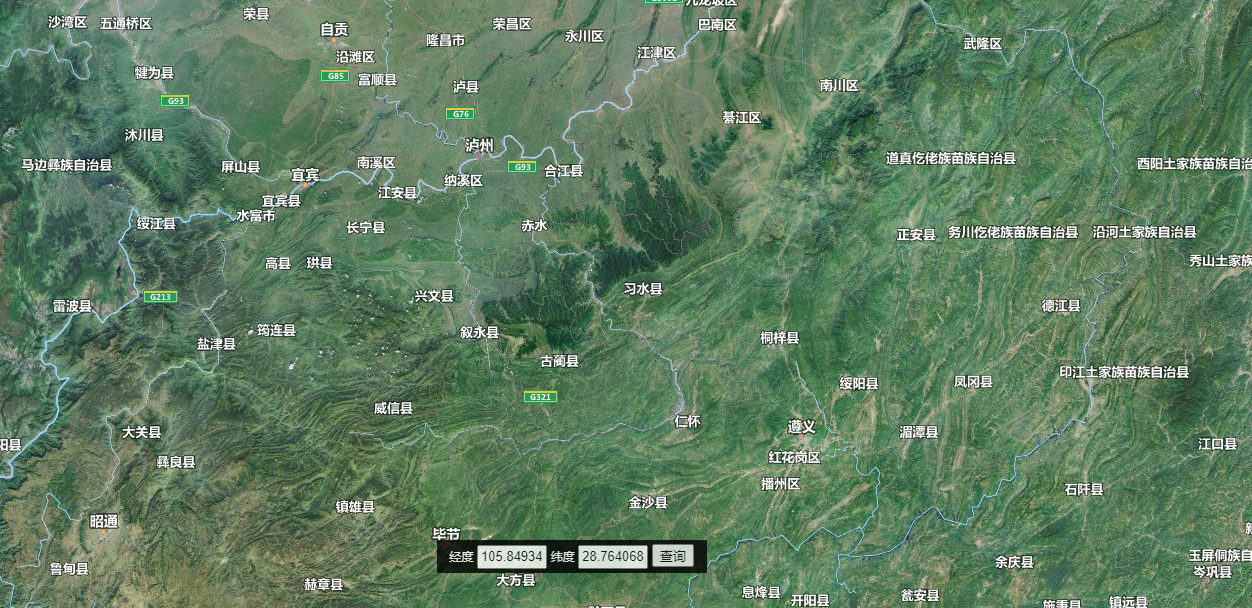 荣县
九龙坡区
沙湾区
五通桥区
自贡
荣昌区
巴南区
隆昌市
永川区
武隆区
沿滩区
江津区
犍为县
G85
富顺县
泸县
南川区
G93
G76
綦江区
沐川县
泸州
马边彝族自治县
屏山县
南溪区
G93
合江县
道真仡佬族苗族自治县
酉阳土家族苗族自治
宜宾
纳溪区
江安县
宜宾县
水富市
绥江县
长宁县
赤水
正安县
务川仡佬族苗族自治县
沿河土家族自治县
高县
珙县
秀山土家族
G213
兴文县
习水县
雷波县
德江县
筠连县
叙永县
桐梓县
盐津县
古蔺县
印江土家族苗族自治县
绥阳县
凤冈县
G321
威信县
仁怀
遵义
大关县
湄潭县
阳县
江口县
彝良县
红花岗区
播州区
石阡县
镇雄县
金沙县
昭通
毕节
经度 105.84934 纬度 28.764068 查询
玉屏侗族自
余庆县
鲁甸县
岑巩县
赫章县
大方县
息烽县
开阳县
瓮安县
施秉县
镇远县